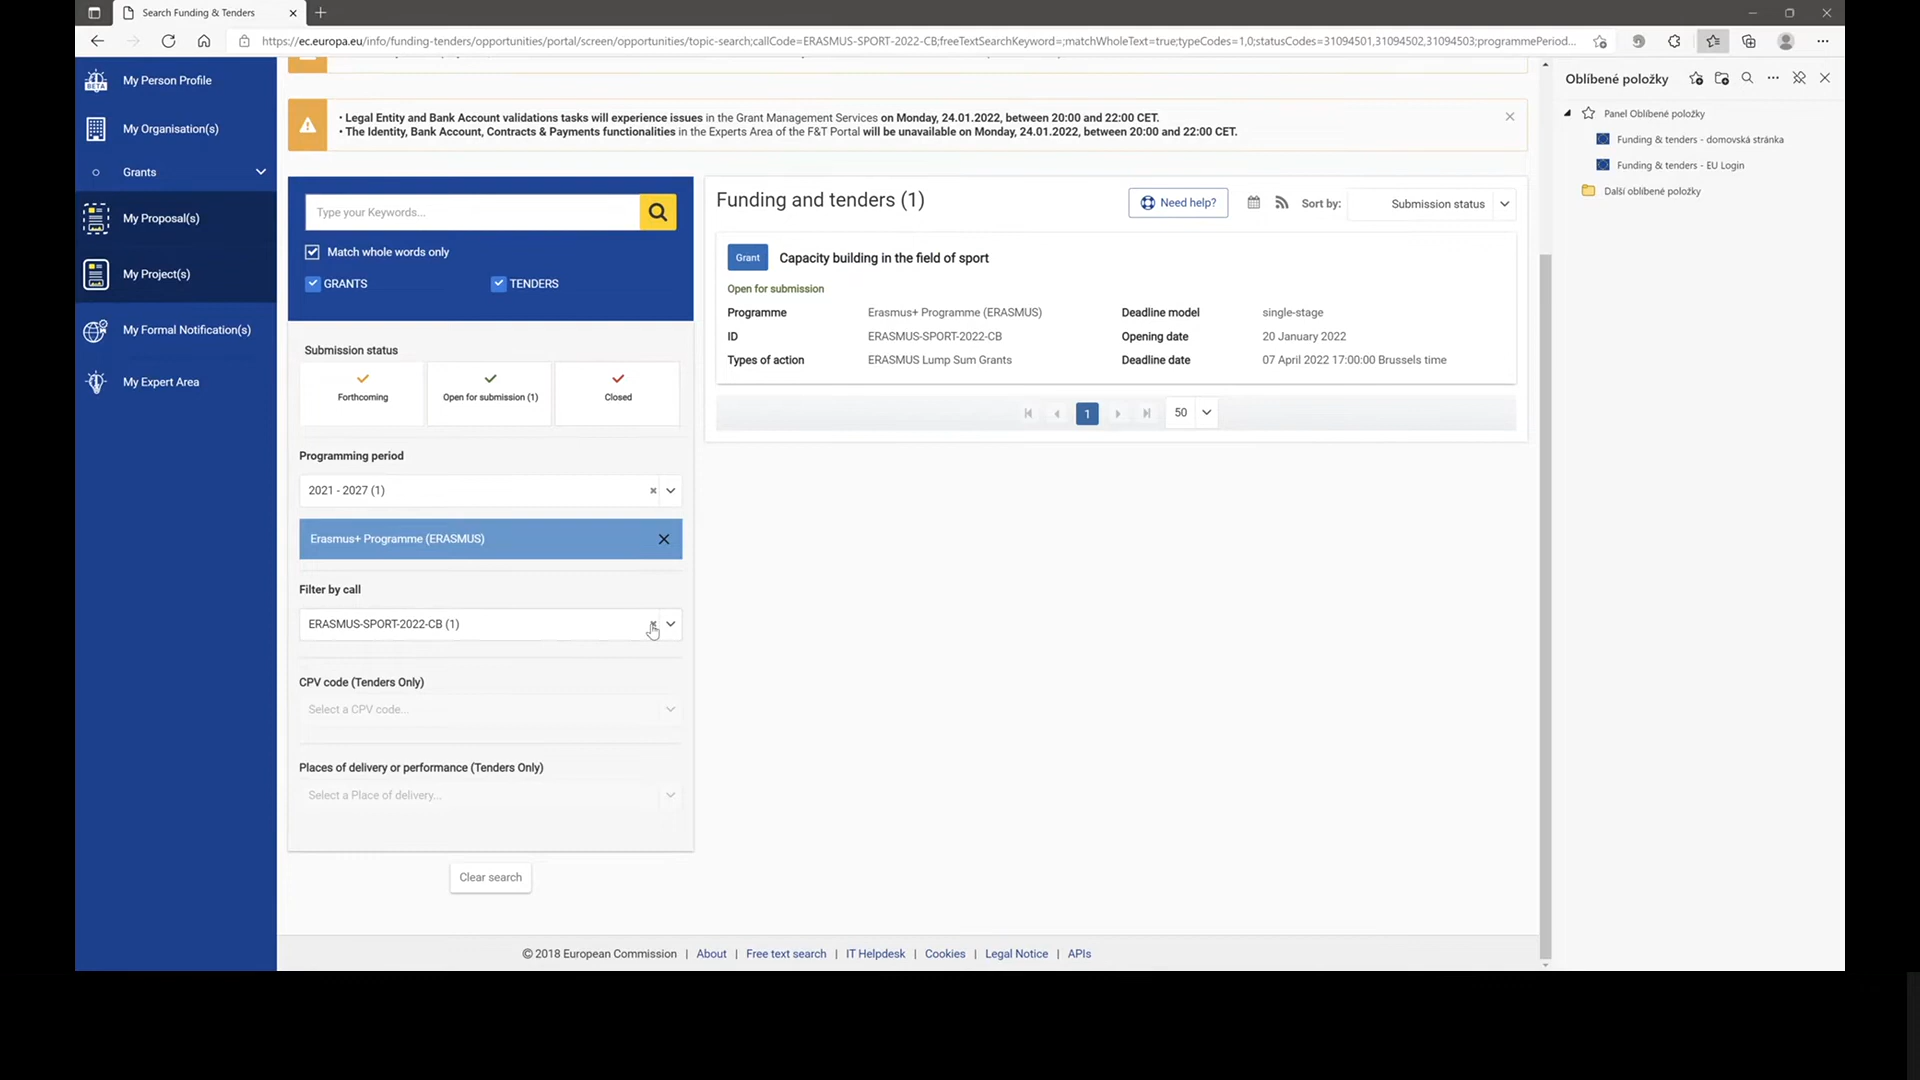 Search Funding & Tenders
https://ec.europa.eu/info/funding-tenders/opportunities/portal/screen/opportunities/topic-search;callCode=ERASMUS-SPORT-2022-CB;freeTextSearchKeyword=;matchWholeText=true;typeCodes=1,0;statusCodes=31094501,31094502,31094503;programmePeriod...
BETA
My Person Profile
My Organisation(s)
Grants
My Proposal(s)
My Project(s)
My Formal Notification(s)
My Expert Area
• Legal Entity and Bank Account validations tasks will experience issues in the Grant Management Services on Monday, 24.01.2022, between 20:00 and 22:00 CET.
• The Identity, Bank Account, Contracts & Payments functionalities in the Experts Area of the F&T Portal will be unavailable on Monday, 24.01.2022, between 20:00 and 22:00 CET.
Type your Keywords...
Match whole words only
GRANTS
TENDERS
Submission status
Forthcoming
Open for submission (1)
Closed
Programming period
2021 - 2027 (1)
Erasmus+ Programme (ERASMUS)
Filter by call
ERASMUS-SPORT-2022-CB (1)
CPV code (Tenders Only)
Select a CPV code...
Places of delivery or performance (Tenders Only)
Select a Place of delivery...
Clear search
Funding and tenders (1)
Need help?
Sort by:
Submission status
Grant
Capacity building in the field of sport
Open for submission
Programme
Erasmus+ Programme (ERASMUS)
Deadline model
single-stage
ID
ERASMUS-SPORT-2022-CB
Opening date
20 January 2022
Types of action
ERASMUS Lump Sum Grants
Deadline date
07 April 2022 17:00:00 Brussels time
1
50
Oblíbené položky
Panel Oblíbené položky
Funding & tenders - domovská stránka
Funding & tenders - EU Login
Další oblíbené položky
© 2018 European Commission | About | Free text search | IT Helpdesk | Cookies | Legal Notice | APIs